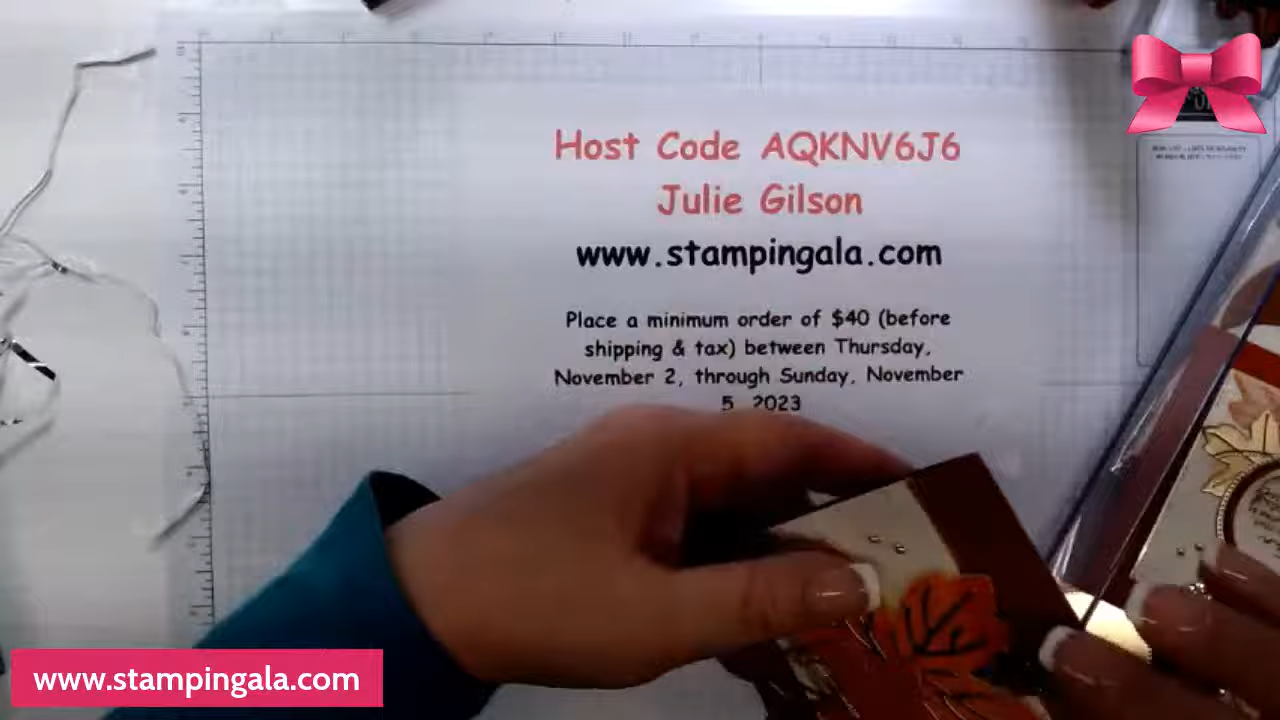 Host Code AQKNV6J6
Julie Gilson
www.stampingala.com
Place a minimum order of $40 (before
shipping & tax) between Thursday,
November 2, through Sunday, November
5, 2023
www.stampingala.com